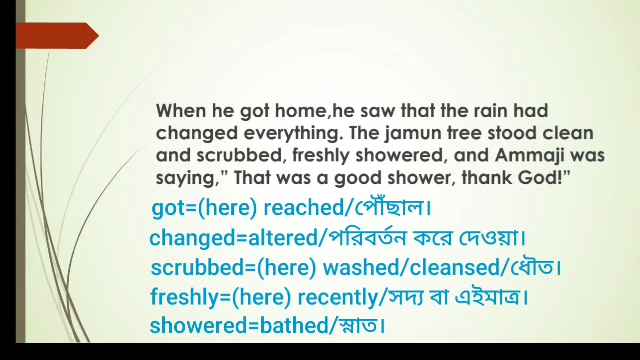 When he got home,he saw that the rain had
changed everything. The jamun tree stood clean
and scrubbed, freshly showered, and Ammaji was
saying,” That was a good shower, thank God!”
got=(here) reached/পৌঁছাল।
changed=altered/পরিবর্তন করে দেওয়া।
scrubbed=(here) washed/cleansed/ধৌত।
freshly=(here) recently/সদ্য বা এইমাত্র।
showered=bathed/স্নাত।